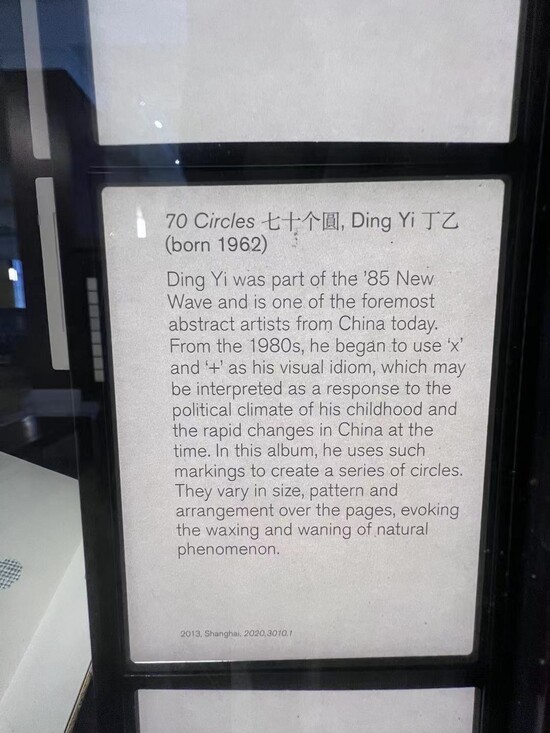 70 Circles 七十个圓, Ding Yi 丁乙
(born 1962)
Ding Yi was part of the '85 New
Wave and is one of the foremost
abstract artists from China today.
From the 1980s, he began to use 'x'
and '+' as his visual idiom, which may
be interpreted as a response to the
political climate of his childhood and
the rapid changes in China at the
time. In this album, he uses such
markings to create a series of circles.
They vary in size, pattern and
arrangement over the pages, evoking
the waxing and waning of natural
phenomenon.
2013, Shanghai, 2020,3010.1